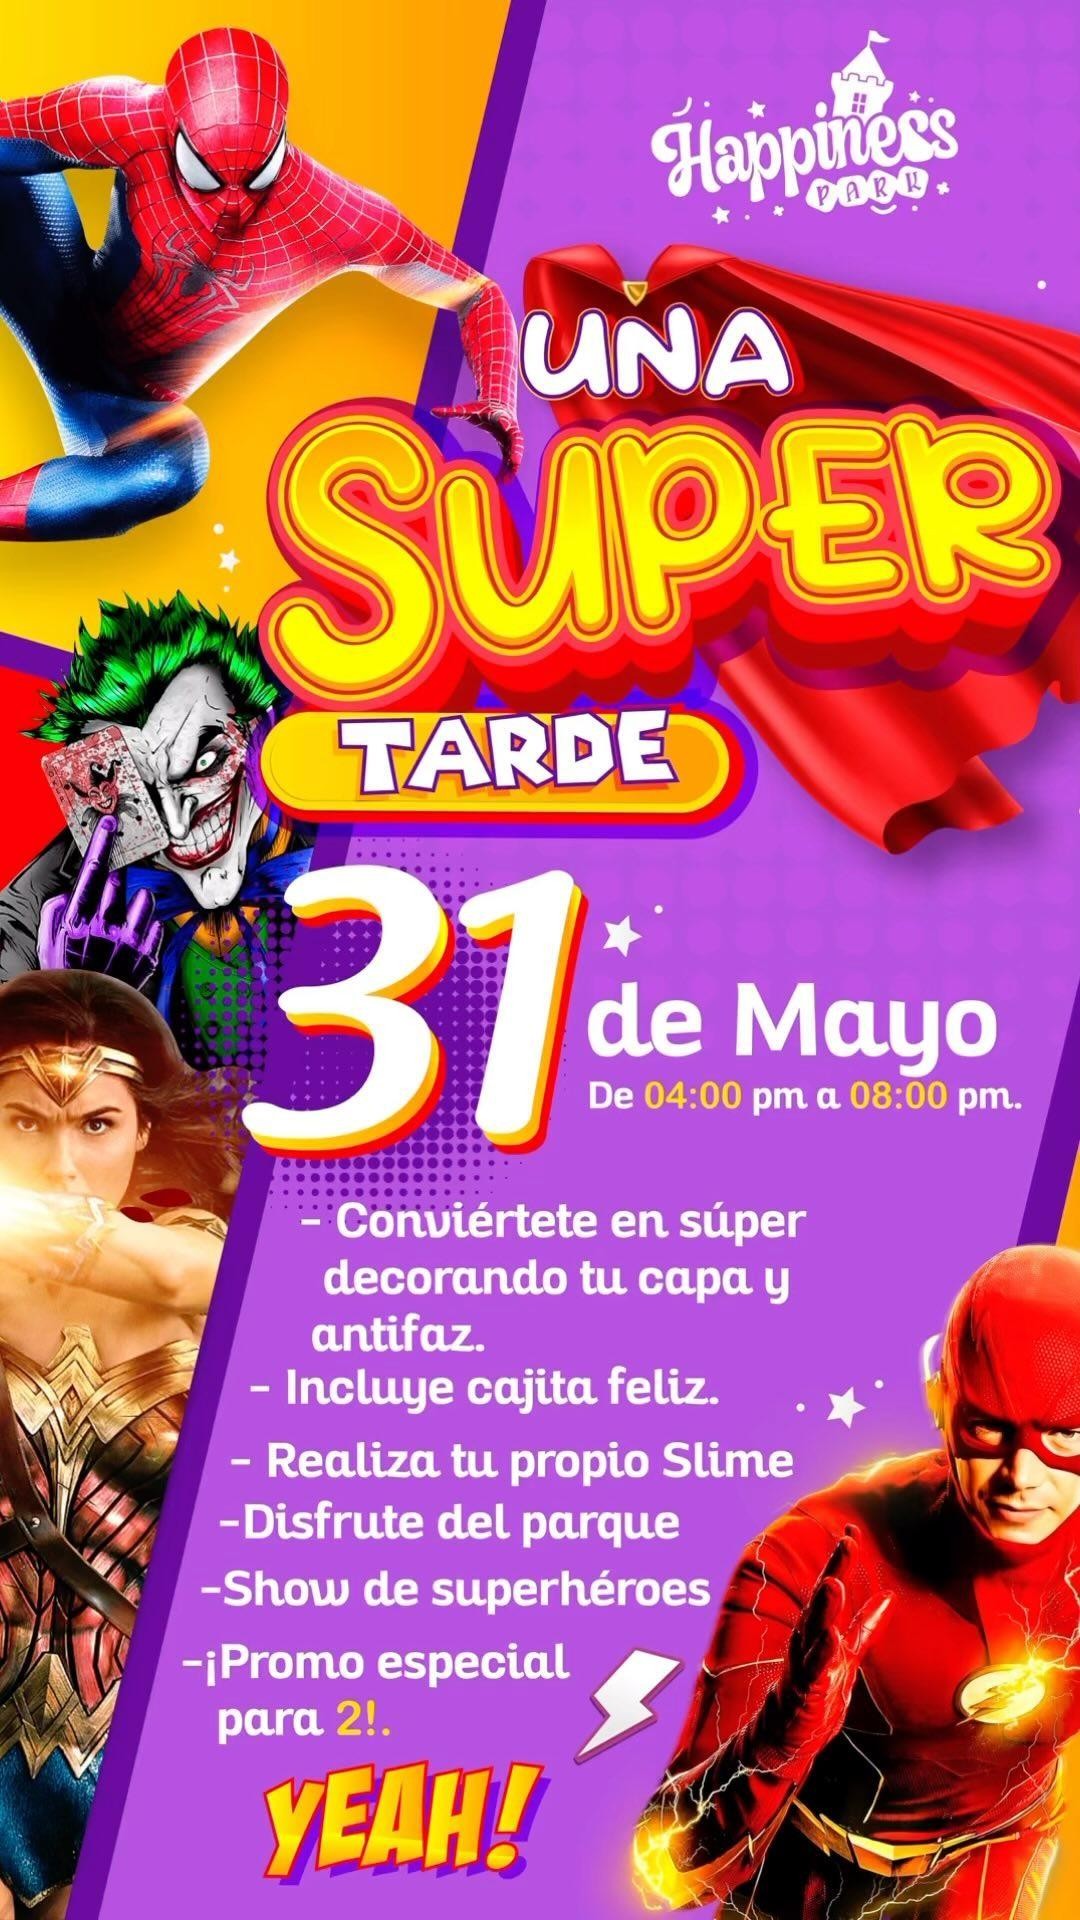 Happiness
PARK
UNA
SUPER
TARDE
31
de Mayo
De 04:00 pm a 08:00 pm.
- Conviértete en súper
decorando tu capa y
antifaz.
- Incluye cajita feliz.
- Realiza tu propio Slime
-Disfrute del parque
-Show de superhéroes
-¡Promo especial
para 2!.
YEAH!